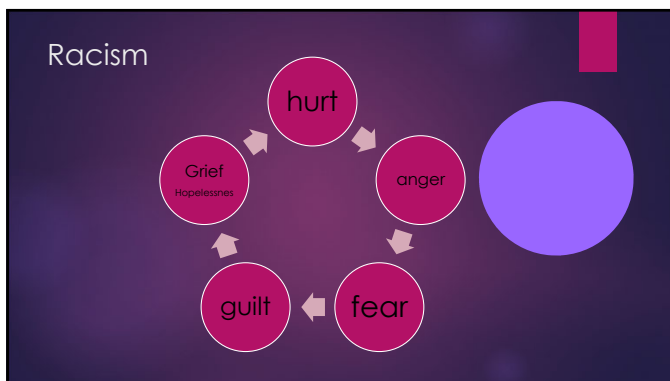 Racism
hurt
anger
fear
guilt
Grief
Hopelessnes